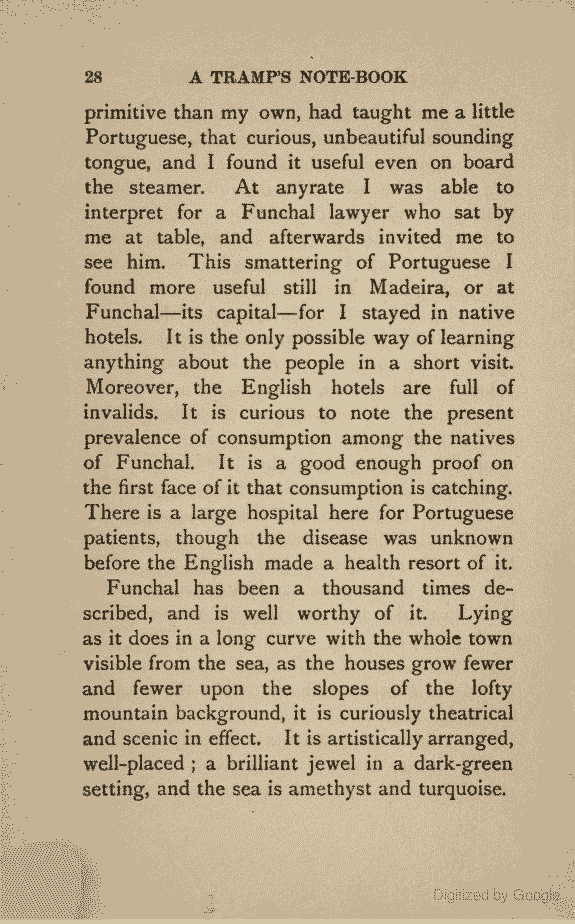 28 A TRAMP'S NOTE-BOOK
primitive than my own, had taught me a little
Portuguese, that curious, unbeautiful sounding
tongue, and I found it useful even on board
the steamer. At anyrate I was able to
interpret for a Funchal lawyer who sat by
me at table, and afterwards invited me to
see him. This smattering of Portuguese I
found more useful still in Madeira, or at
Funchal—its capital—for I stayed in native
hotels. It is the only possible way of learning
anything about the people in a short visit.
Moreover, the English hotels are full of
invalids. It is curious to note the present
prevalence of consumption among the natives
of Funchal. It is a good enough proof on
the first face of it that consumption is catching.
There is a large hospital here for Portuguese
patients, though the disease was unknown
before the English made a health resort of it.
Funchal has been a thousand times de-
scribed, and is well worthy of it. Lying
as it does in a long curve with the whole town
visible from the sea, as the houses grow fewer
and fewer upon the slopes of the lofty
mountain background, it is curiously theatrical
and scenic in effect. It is artistically arranged,
well-placed ; a brilliant jewel in a dark-green
setting, and the sea is amethyst and turquoise.
Digitized by Google